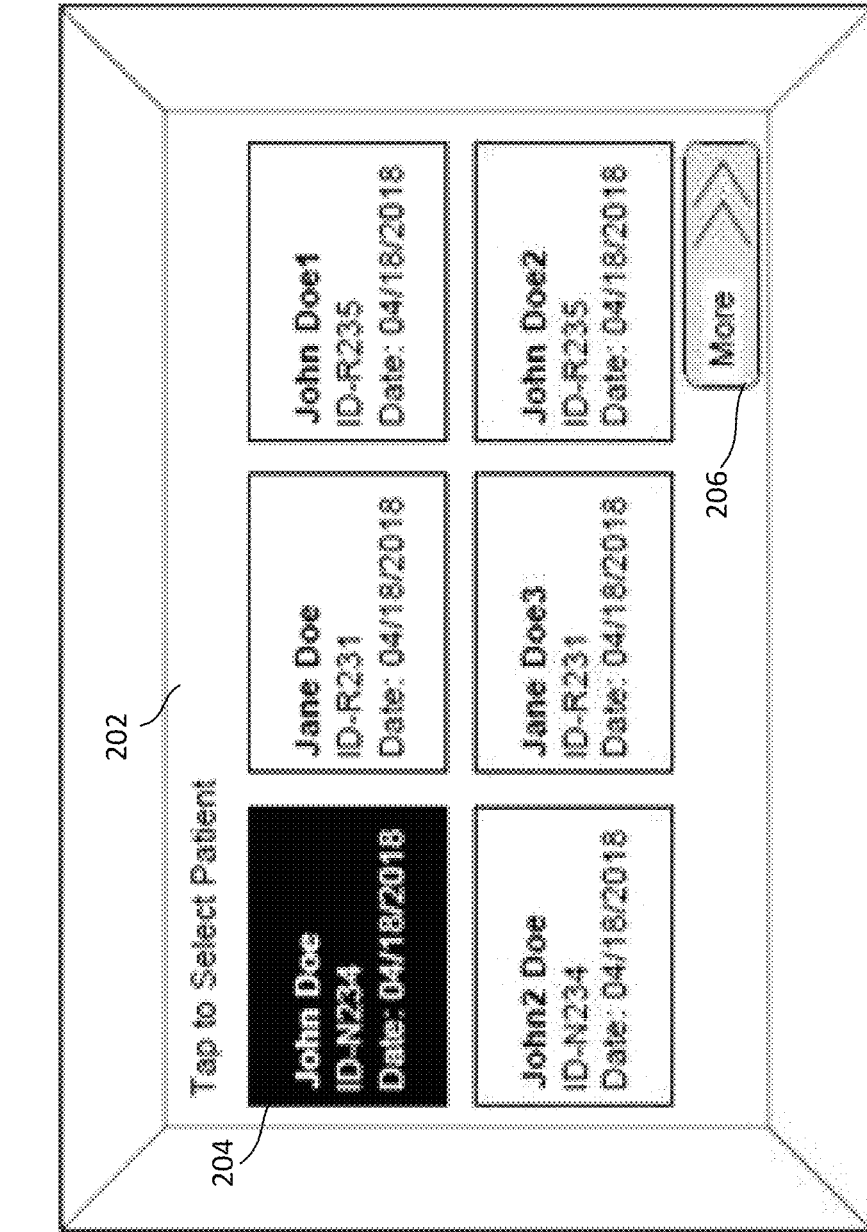 202
Tap to Select Patient
204
John Doe
ID-N234
Date: 04/18/2018
Jane Doe
ID-R231
Date: 04/18/2018
John Doe1
ID-R235
Date: 04/18/2018
John2 Doe
ID-N234
Date: 04/18/2018
Jane Doe3
ID-R231
Date: 04/18/2018
John Doe2
ID-R235
Date: 04/18/2018
206
More